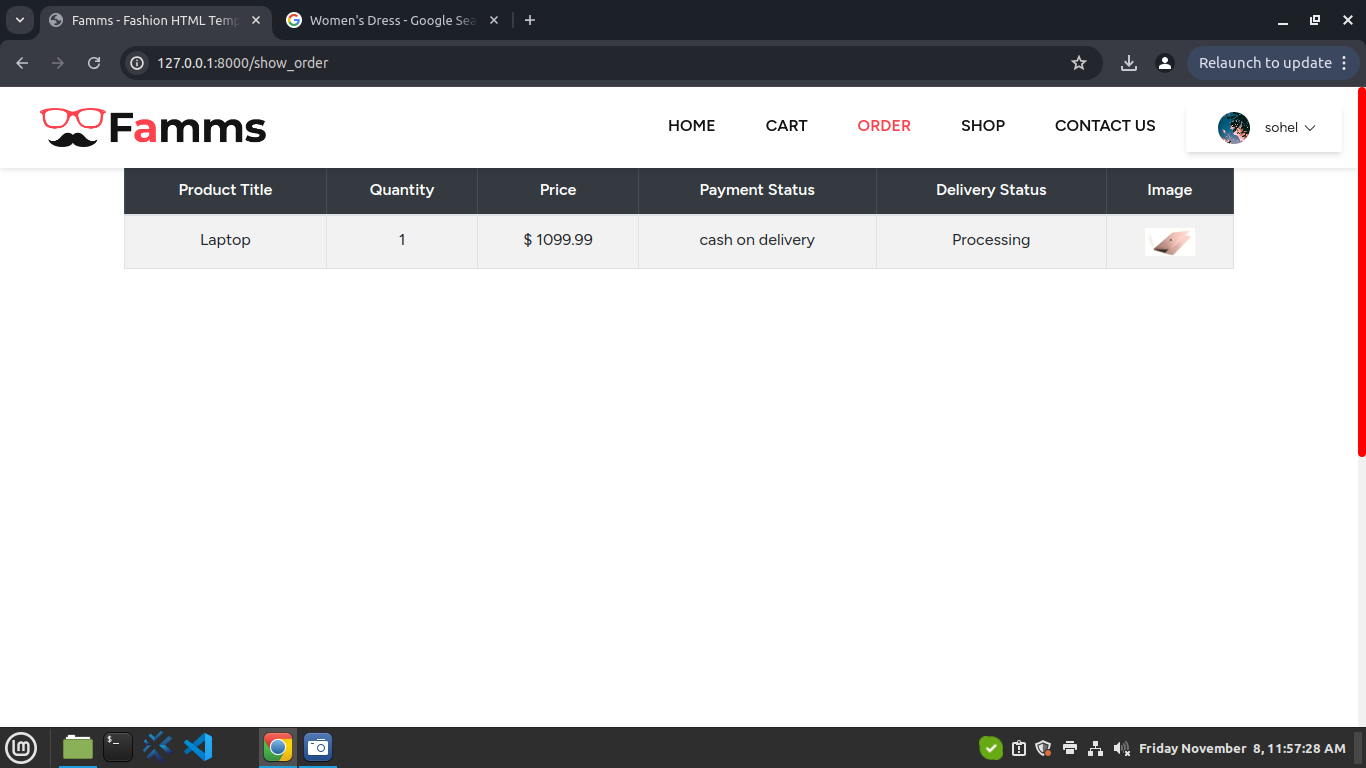 Famms - Fashion HTML Temp
Women's Dress - Google Sea
127.0.0.1:8000/show_order
Relaunch to update
Famms
HOME CART ORDER SHOP CONTACT US
sohel
Product Title Quantity Price Payment Status Delivery Status Image
Laptop 1 $ 1099.99 cash on delivery Processing
$_
Friday November 8, 11:57:28 AM